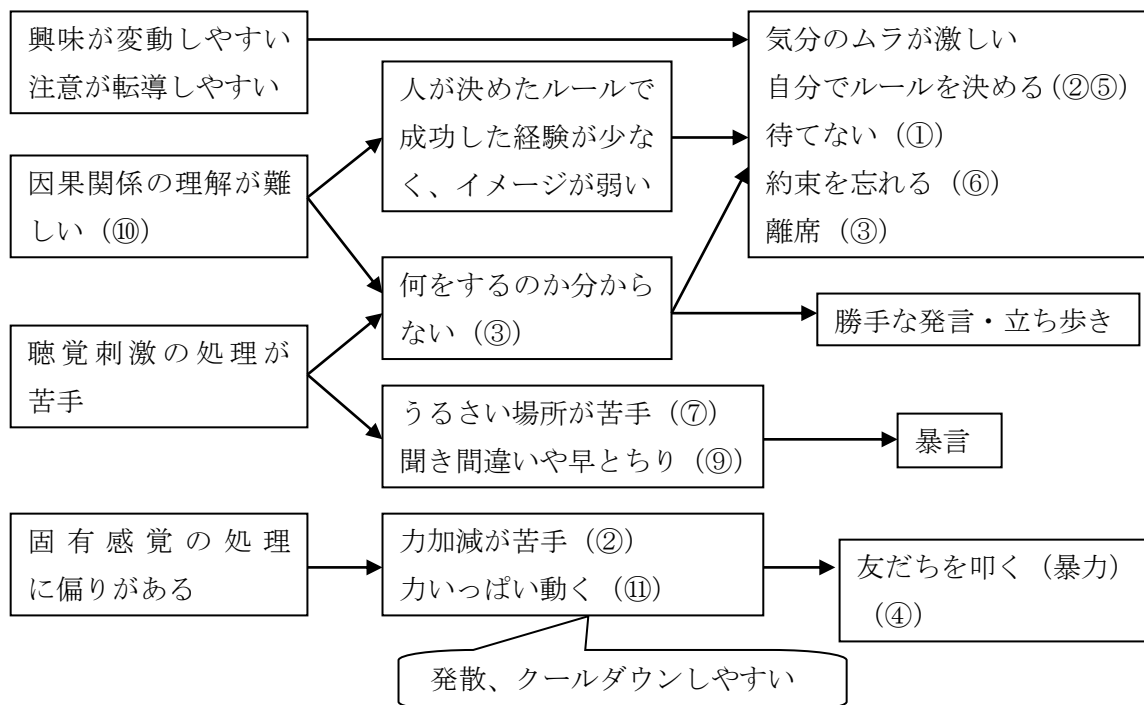 興味が変動しやすい
注意が転導しやすい
因果関係の理解が難
しい（⑩）
聴覚刺激の処理が
苦手
固有感覚の処理
に偏りがある
人が決めたルールで
成功した経験が少な
く、イメージが弱い
何をするのか分から
ない（③）
うるさい場所が苦手（⑦）
聞き間違いや早とちり（⑨）
力加減が苦手（②）
力いっぱい動く（⑪）
発散、クールダウンしやすい
気分のムラが激しい
自分でルールを決める（②⑤）
待てない（①）
約束を忘れる（⑥）
離席（③）
勝手な発言・立ち歩き
暴言
友だちを叩く（暴力）
（④）